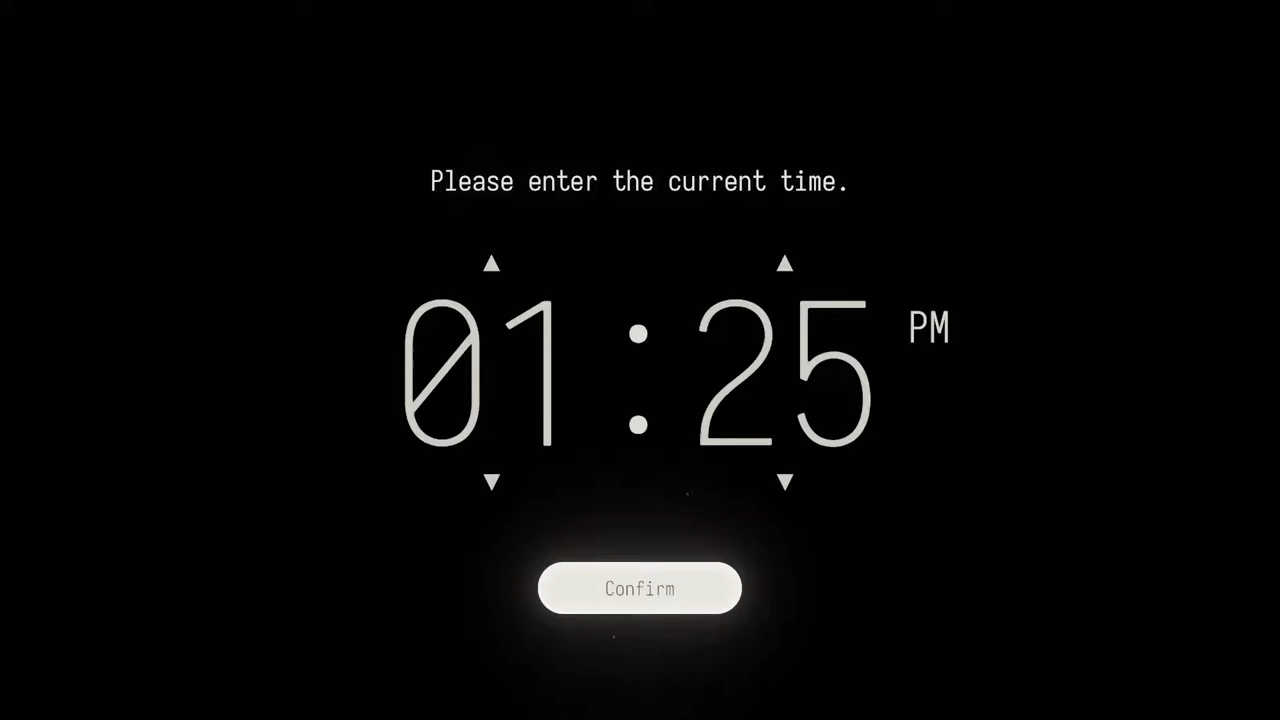 Please enter the current time.
▲ ▲
01:25 PM
▼ ▼
Confirm